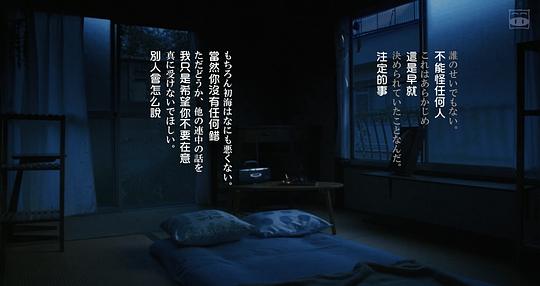 誰のせいでもない。
不能怪任何人
これはあらかじめ
這是早就
決められていたことなんだ。
注定的事
もちろん初海はなにも悪くない。
當然你沒有任何錯
ただどうか、他の連中の話を
我只是希望你不要在意
真に受けないでほしい。
別人會怎么說